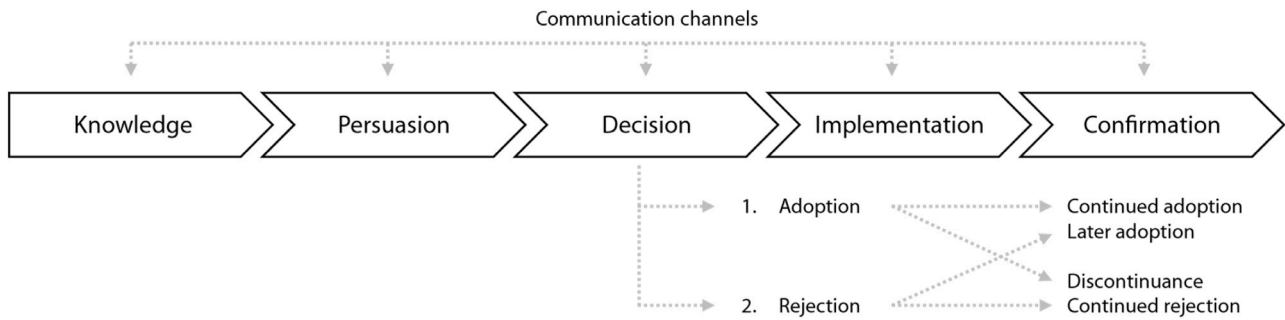 Communication channels
Knowledge
Persuasion
Decision
Implementation
Confirmation
1. Adoption
Continued adoption
Later adoption
Discontinuance
2. Rejection
Continued rejection